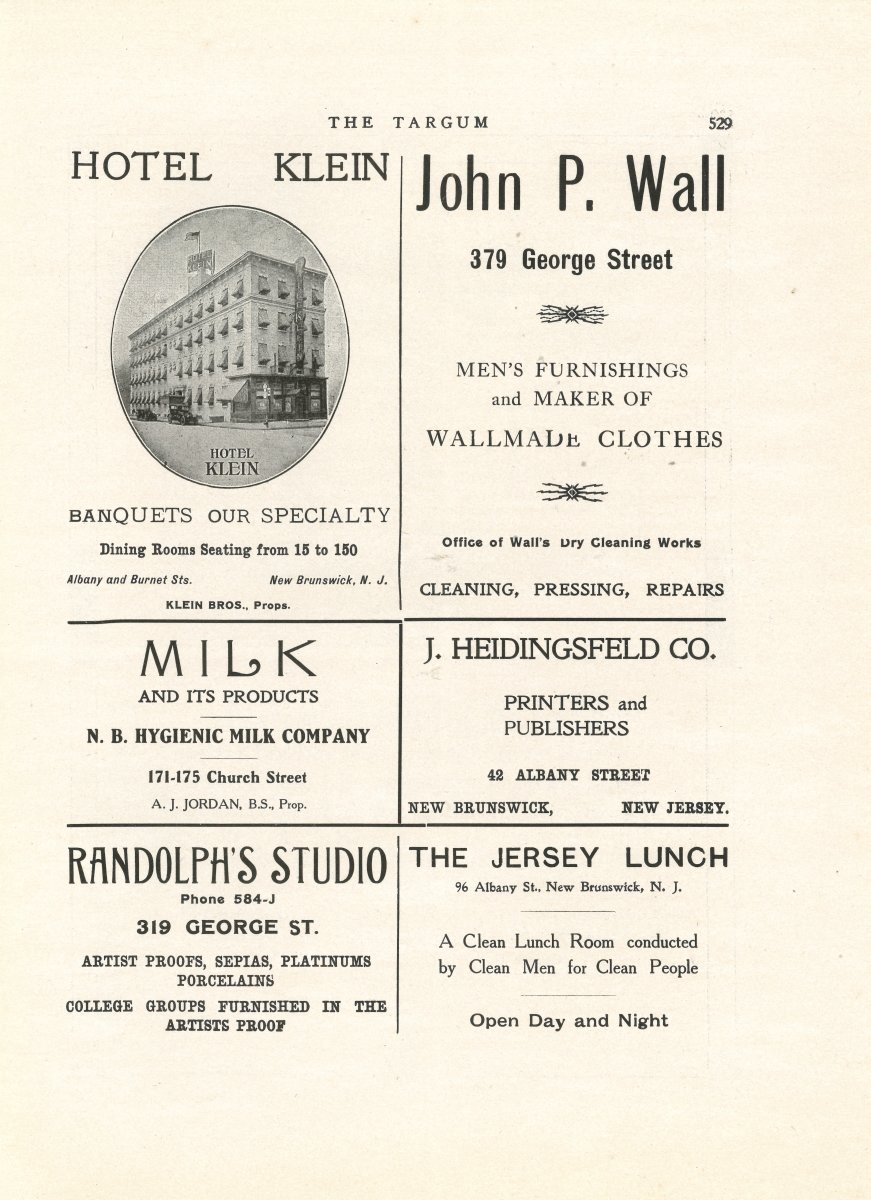 THE TARGUM
529
HOTEL KLEIN
HOTEL
KLEIN
BANQUETS OUR SPECIALTY
Dining Rooms Seating from 15 to 150
Albany and Burnet Sts. New Brunswick, N. J.
KLEIN BROS., Props.
John P. Wall
379 George Street
MEN'S FURNISHINGS
and MAKER OF
WALLMADE CLOTHES
Office of Wall's Dry Cleaning Works
CLEANING, PRESSING, REPAIRS
MILK
AND ITS PRODUCTS
N. B. HYGIENIC MILK COMPANY
171-175 Church Street
A. J. JORDAN, B.S., Prop.
J. HEIDINGSFELD CO.
PRINTERS and
PUBLISHERS
42 ALBANY STREET
NEW BRUNSWICK, NEW JERSEY.
RANDOLPH'S STUDIO
Phone 584-J
319 GEORGE ST.
ARTIST PROOFS, SEPIAS, PLATINUMS
PORCELAINS
COLLEGE GROUPS FURNISHED IN THE
ARTISTS PROOF
THE JERSEY LUNCH
96 Albany St., New Brunswick, N. J.
A Clean Lunch Room conducted
by Clean Men for Clean People
Open Day and Night